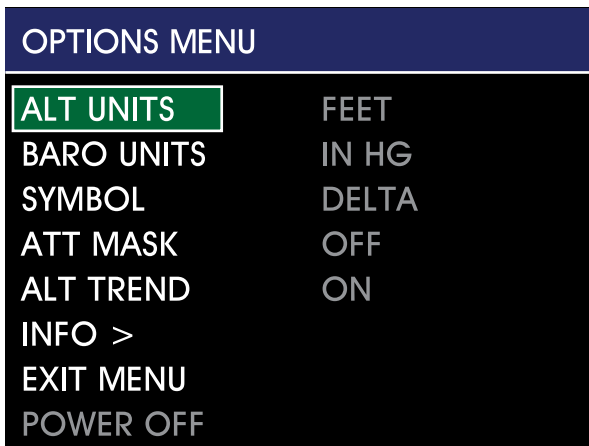 OPTIONS MENU
ALT UNITS FEET
BARO UNITS IN HG
SYMBOL DELTA
ATT MASK OFF
ALT TREND ON
INFO >
EXIT MENU
POWER OFF